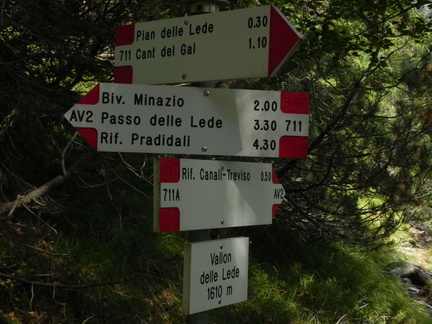 Pian delle Lede 0.30
711 Cant del Gal 1.10
Biv. Minazio 2.00
AV2 Passo delle Lede 3.30 711
Rif. Pradidali 4.30
Rif. Canali-Treviso 0.50
711A AV2
Vallon
delle Lede
1610 m